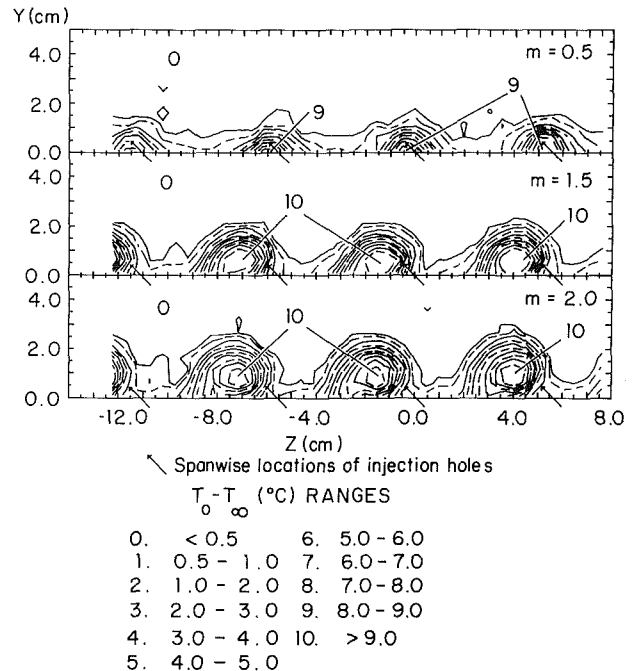 Y(cm)
4.0
2.0
0.0
0
9
9
m = 0.5
4.0
2.0
0.0
0
10
10
m = 1.5
4.0
2.0
0.0
0
10
10
m = 2.0
-12.0 -8.0 -4.0 0.0 4.0 8.0
Z(cm)
Spanwise locations of injection holes
To-T∞ (°C) RANGES
0. < 0.5 6. 5.0 - 6.0
1. 0.5 - 1.0 7. 6.0 - 7.0
2. 1.0 - 2.0 8. 7.0 - 8.0
3. 2.0 - 3.0 9. 8.0 - 9.0
4. 3.0 - 4.0 10. > 9.0
5. 4.0 - 5.0